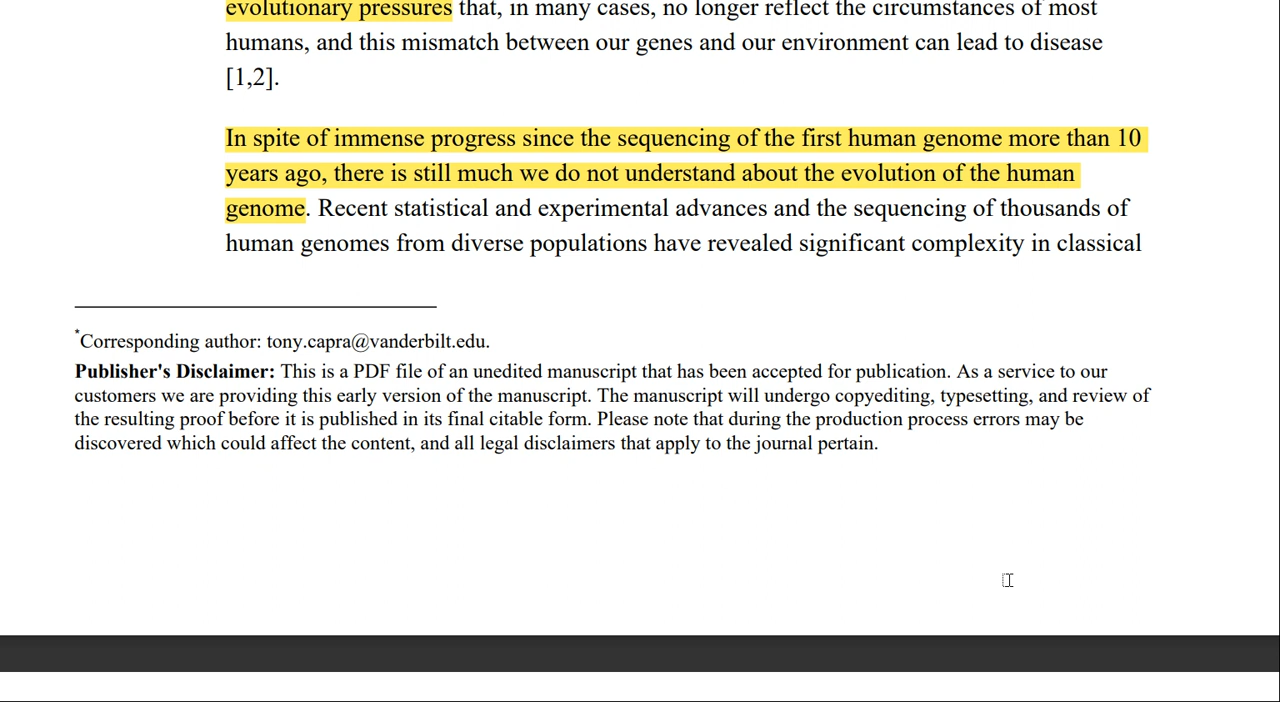 evolutionary pressures that, in many cases, no longer reflect the circumstances of most
humans, and this mismatch between our genes and our environment can lead to disease
[1,2].
In spite of immense progress since the sequencing of the first human genome more than 10
years ago, there is still much we do not understand about the evolution of the human
genome. Recent statistical and experimental advances and the sequencing of thousands of
human genomes from diverse populations have revealed significant complexity in classical
*Corresponding author: tony.capra@vanderbilt.edu.
Publisher's Disclaimer: This is a PDF file of an unedited manuscript that has been accepted for publication. As a service to our
customers we are providing this early version of the manuscript. The manuscript will undergo copyediting, typesetting, and review of
the resulting proof before it is published in its final citable form. Please note that during the production process errors may be
discovered which could affect the content, and all legal disclaimers that apply to the journal pertain.